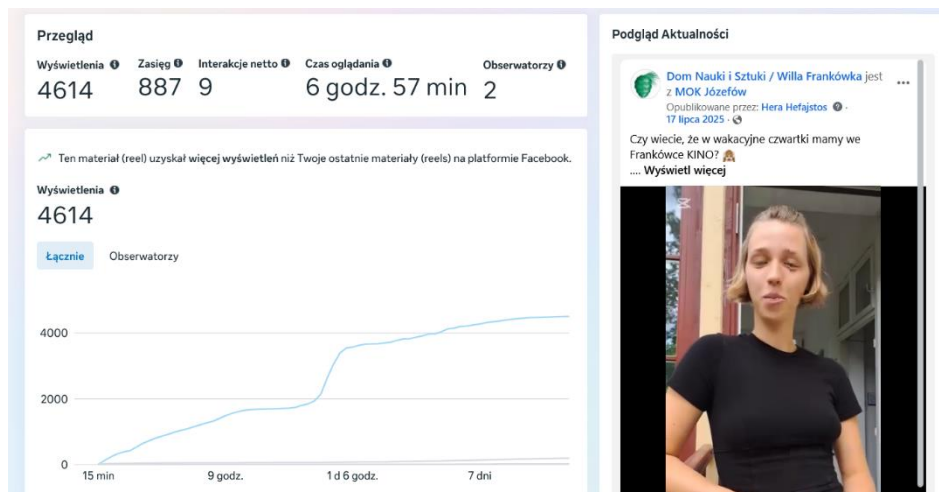 Przegląd
Wyświetlenia
4614
Zasięg
887
Interakcje netto
9
Czas oglądania
6 godz. 57 min
Obserwatorzy
2
Ten materiał (reel) uzyskał więcej wyświetleń niż Twoje ostatnie materiały (reels) na platformie Facebook.
Wyświetlenia
4614
Łącznie Obserwatorzy
4000
2000
0
15 min 9 godz. 1 d 6 godz. 7 dni
Podgląd Aktualności
Dom Nauki i Sztuki / Willa Frankówka jest
z MOK Józefów
Opublikowane przez: Hera Hefajstos ·
17 lipca 2025 ·
Czy wiecie, że w wakacyjne czwartki mamy we
Frankówce KINO?
.... Wyświetl więcej